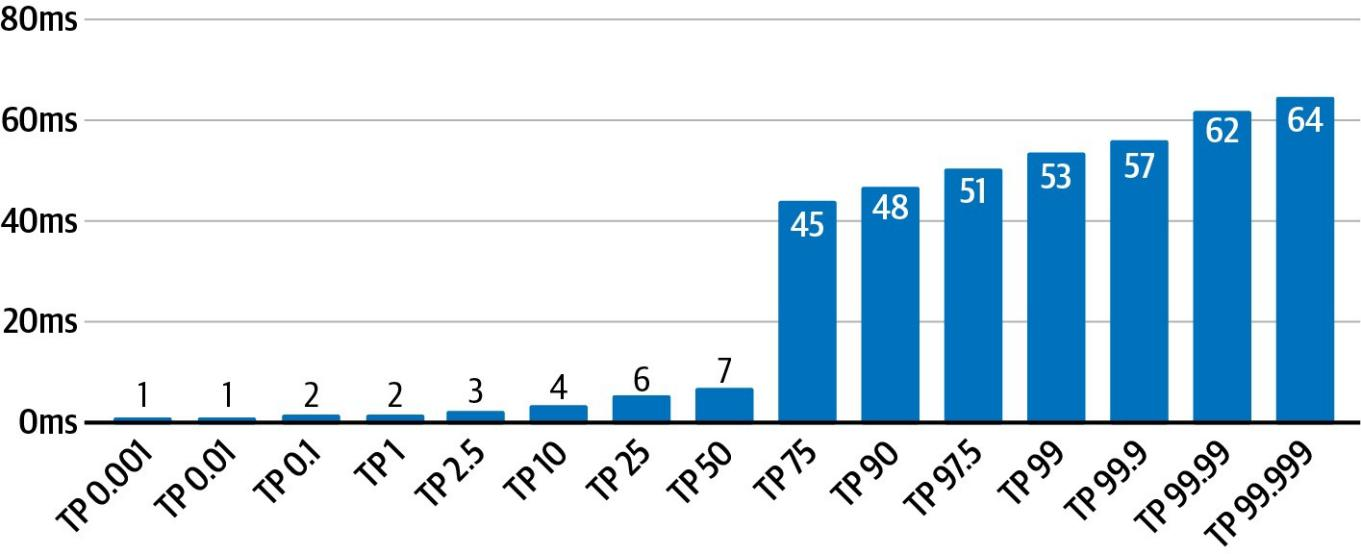 80ms
60ms
40ms
20ms
0ms
1
1
2
2
3
4
6
7
45
48
51
53
57
62
64
TP 0.001
TP 0.01
TP 0.1
TP 1
TP 2.5
TP 10
TP 25
TP 50
TP 75
TP 90
TP 97.5
TP 99
TP 99.9
TP 99.99
TP 99.999